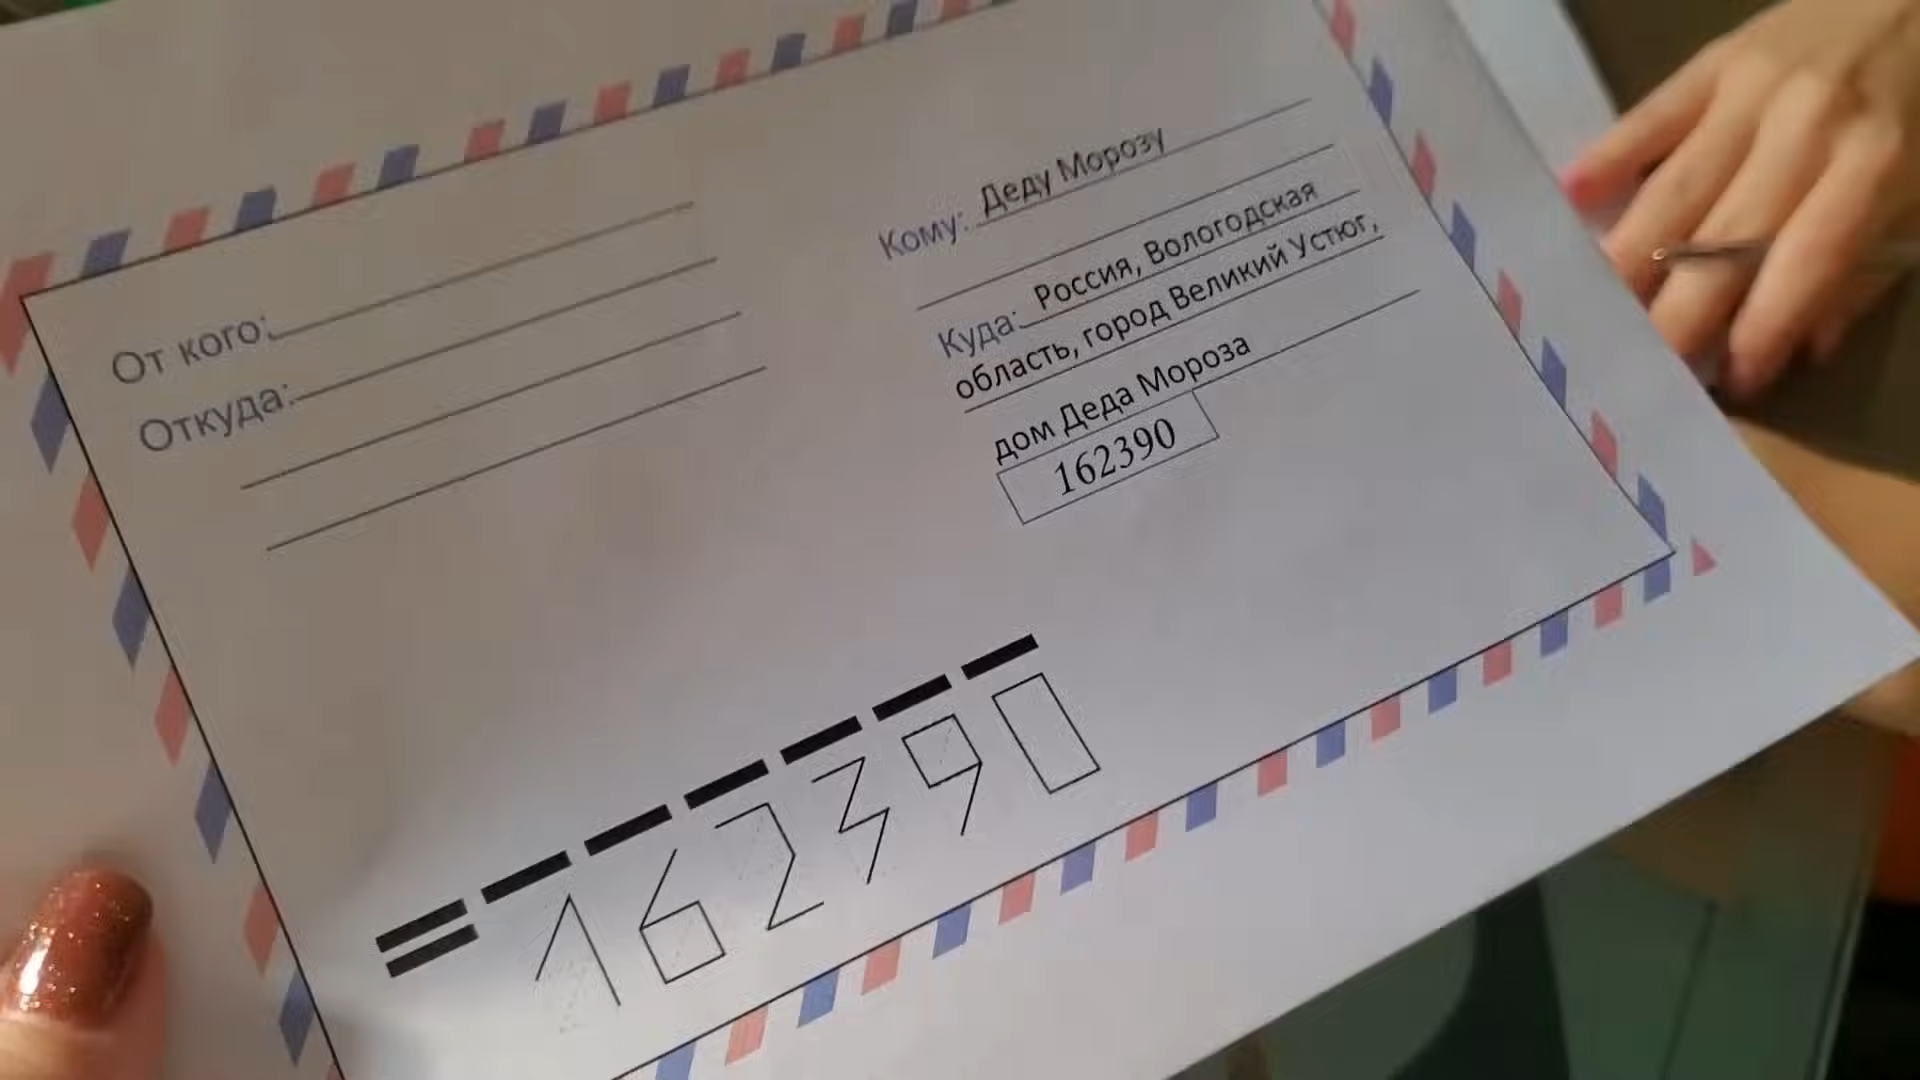 От кого:
Откуда:
Кому: Деду Морозу
Куда: Россия, Вологодская
область, город Великий Устюг,
дом Деда Мороза
162390
162390